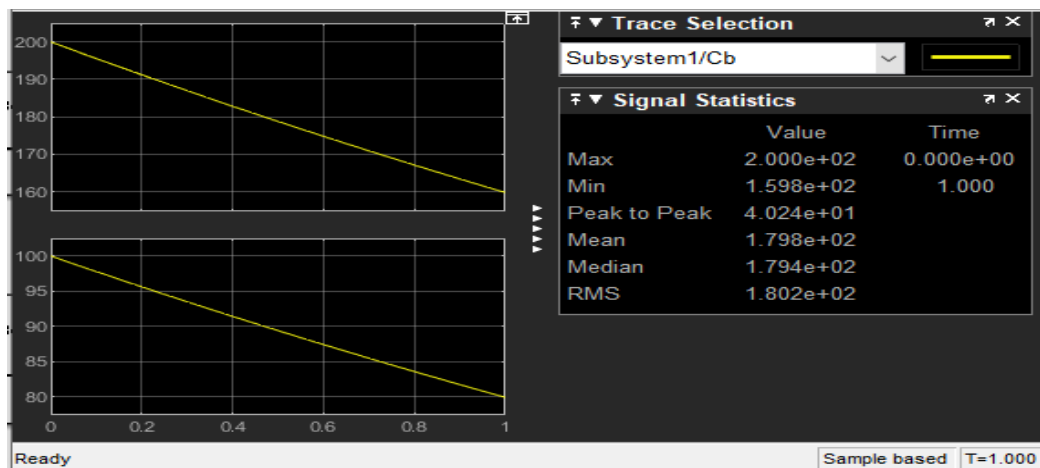 200
190
180
170
160
100
95
90
85
80
0 0.2 0.4 0.6 0.8 1
Trace Selection
Subsystem1/Cb
Signal Statistics
Value Time
Max 2.000e+02 0.000e+00
Min 1.598e+02 1.000
Peak to Peak 4.024e+01
Mean 1.798e+02
Median 1.794e+02
RMS 1.802e+02
Ready Sample based T=1.000